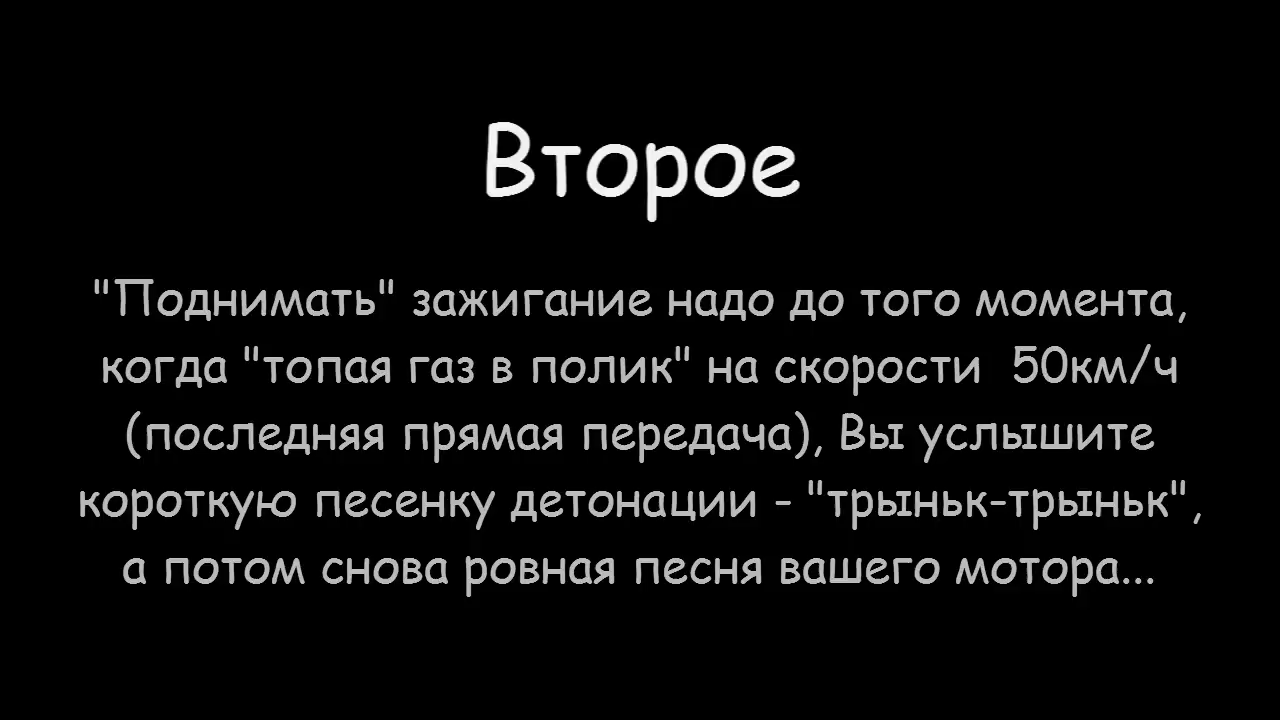 Второе
"Поднимать" зажигание надо до того момента,
когда "топая газ в полик" на скорости  50км/ч
(последняя прямая передача), Вы услышите
короткую песенку детонации - "трыньк-трыньк",
а потом снова ровная песня вашего мотора...